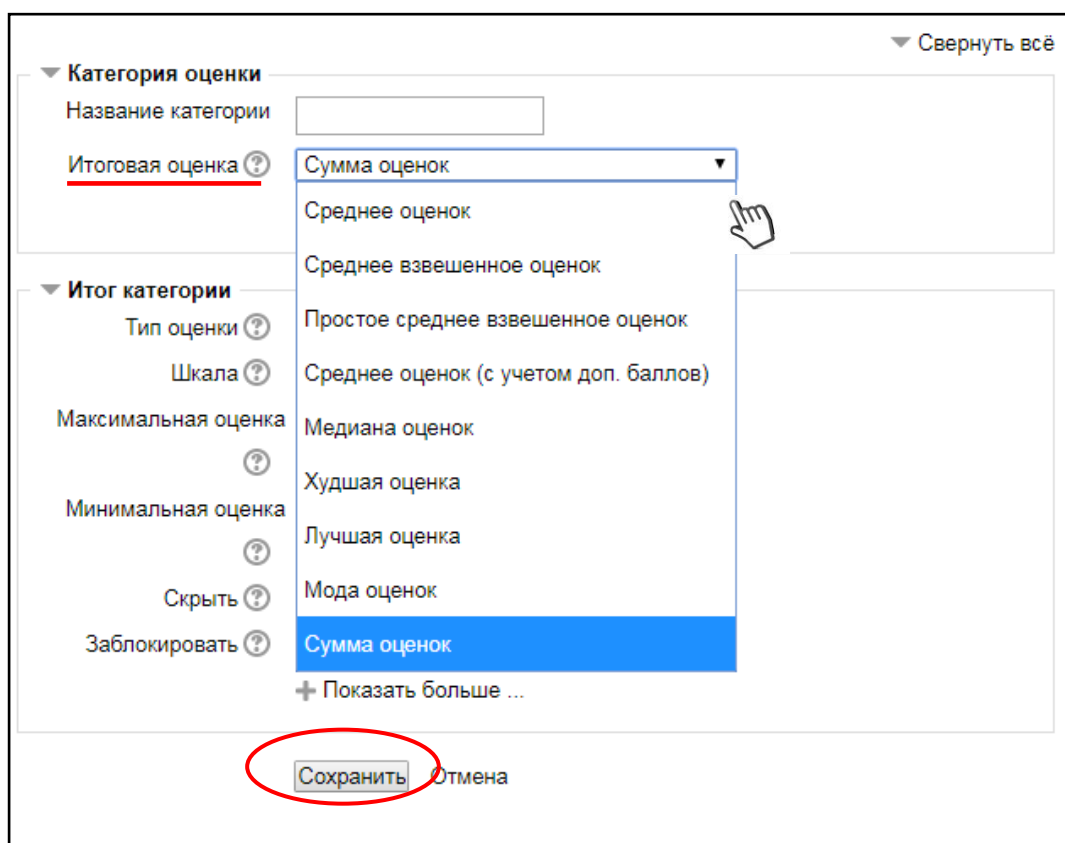 Свернуть всё
Категория оценки
Название категории
Итоговая оценка ? Сумма оценок
Среднее оценок
Среднее взвешенное оценок
Итог категории
Тип оценки ? Простое среднее взвешенное оценок
Шкала ? Среднее оценок (с учетом доп. баллов)
Максимальная оценка Медиана оценок
?
Худшая оценка
Минимальная оценка
? Лучшая оценка
Скрыть ? Мода оценок
Заблокировать ? Сумма оценок
Показать больше ...
Сохранить Отмена